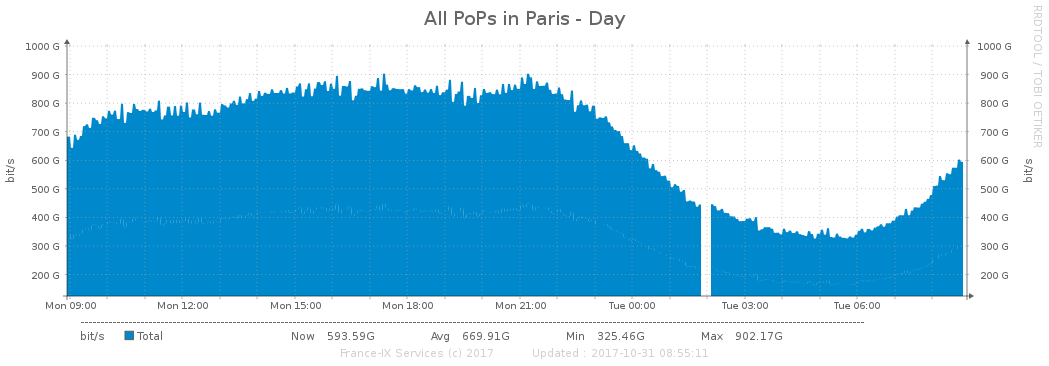 All PoPs in Paris - Day
RRDTOOL / TOBI OETIKER
bit/s
1000 G
900 G
800 G
700 G
600 G
500 G
400 G
300 G
200 G
1000 G
900 G
800 G
700 G
600 G
500 G
400 G
300 G
200 G
bit/s
Mon 09:00 Mon 12:00 Mon 15:00 Mon 18:00 Mon 21:00 Tue 00:00 Tue 03:00 Tue 06:00
bit/s Total Now 593.59G Avg 669.91G Min 325.46G Max 902.17G
France-IX Services (c) 2017 Updated : 2017-10-31 08:55:11